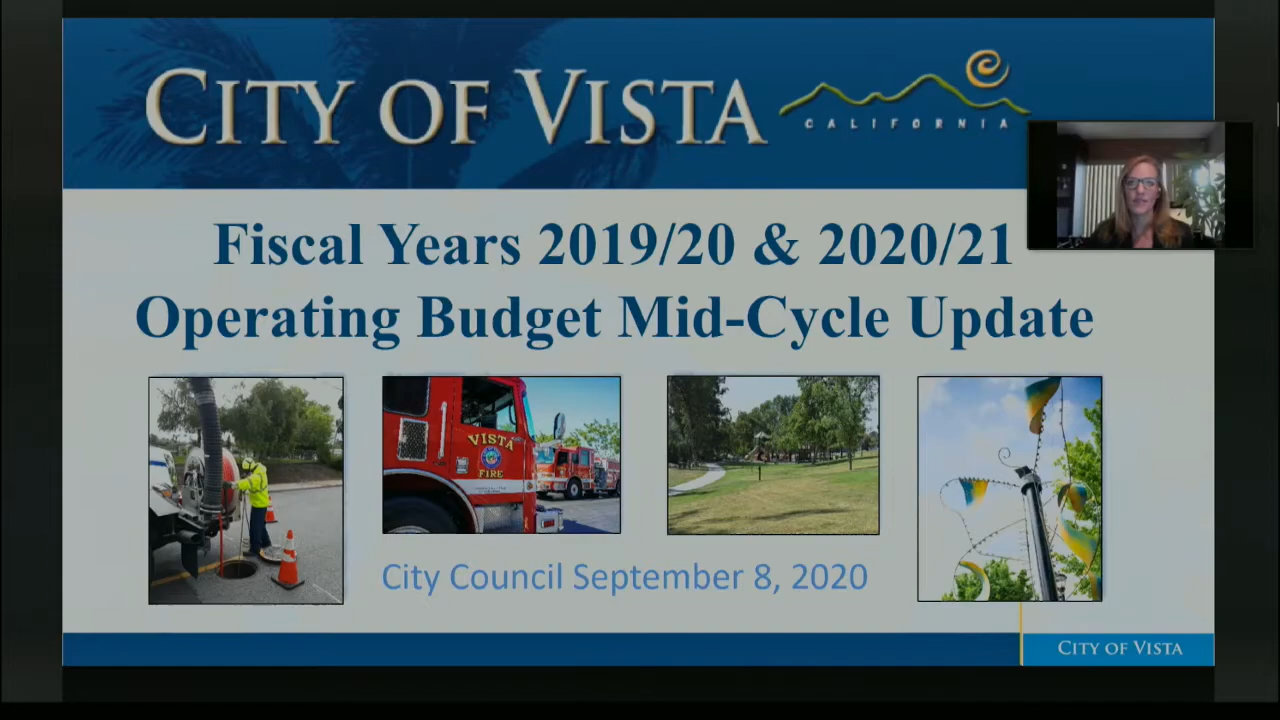 CITY OF VISTA
CALIFORNIA
Fiscal Years 2019/20 & 2020/21
Operating Budget Mid-Cycle Update
VISTA
FIRE
City Council September 8, 2020
CITY OF VISTA